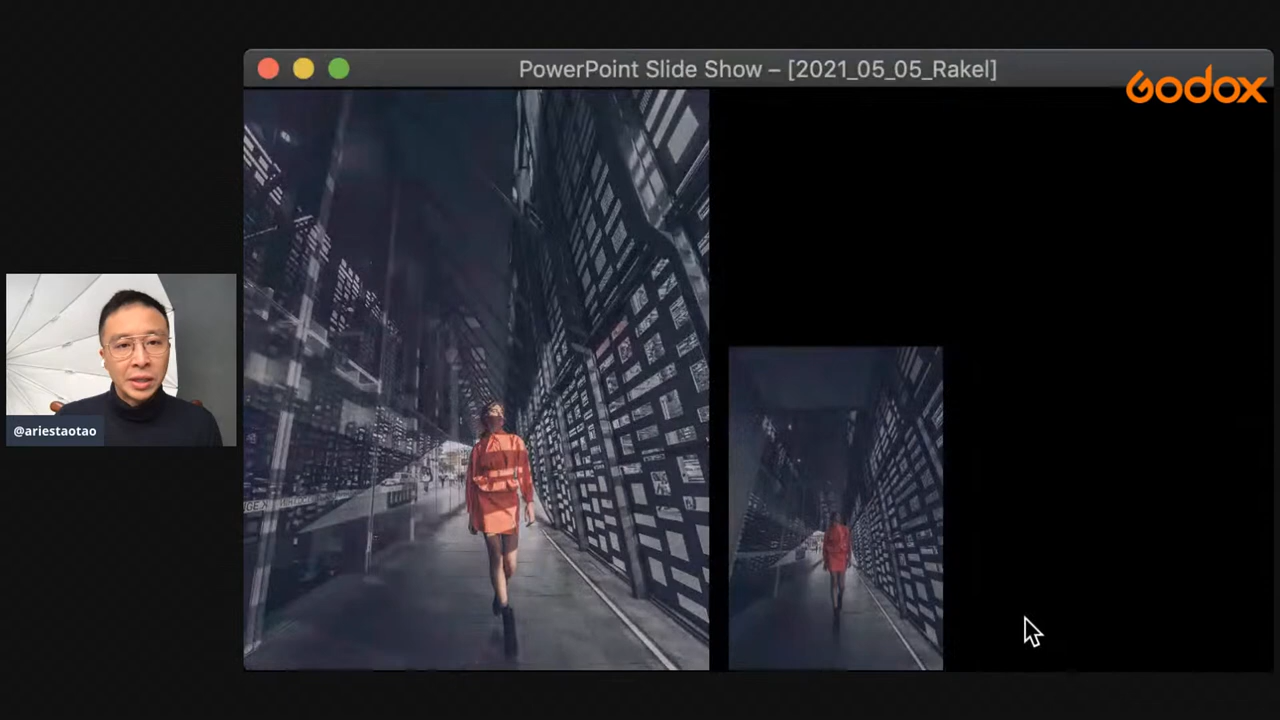 PowerPoint Slide Show – [2021_05_05_Rakel]
Godox
@ariestaotao